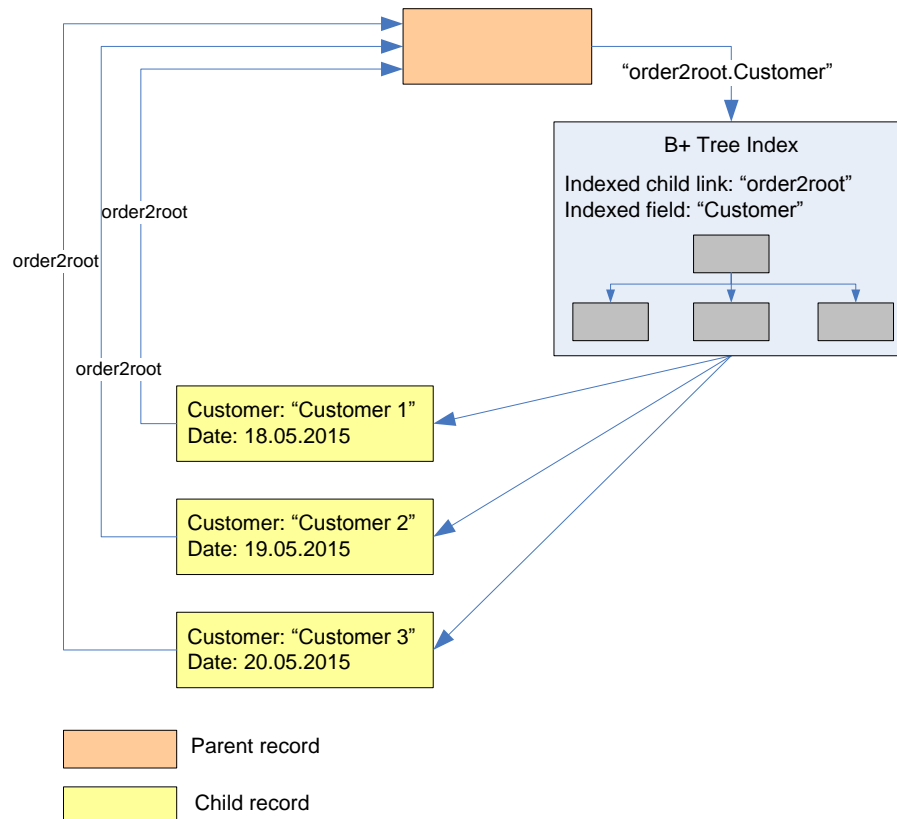 “order2root.Customer”
B+ Tree Index
Indexed child link: “order2root”
Indexed field: “Customer”
order2root
order2root
order2root
Customer: “Customer 1”
Date: 18.05.2015
Customer: “Customer 2”
Date: 19.05.2015
Customer: “Customer 3”
Date: 20.05.2015
Parent record
Child record